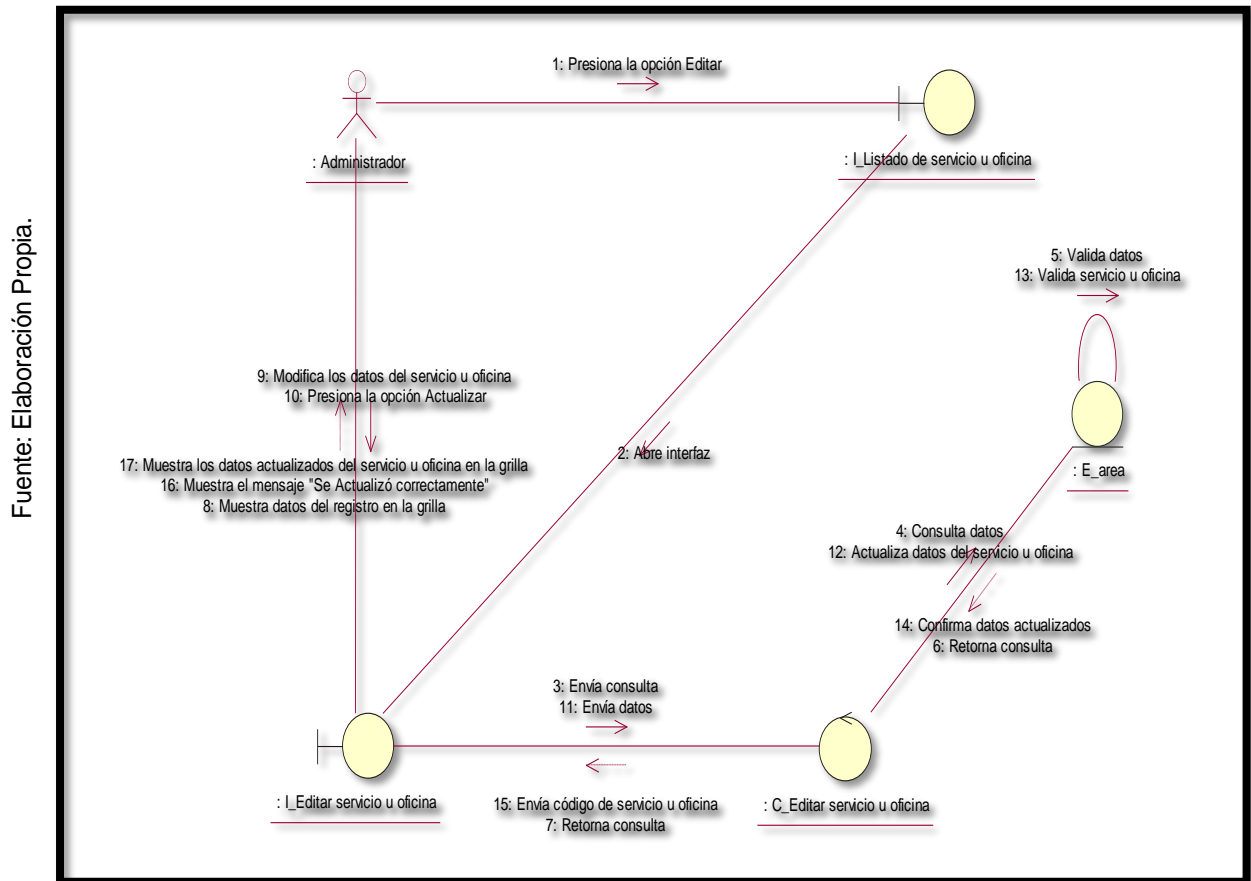 Fuente: Elaboración Propia.
1: Presiona la opción Editar
: Administrador
: I_Listado de servicio u oficina
5: Valida datos
13: Valida servicio u oficina
9: Modifica los datos del servicio u oficina
10: Presiona la opción Actualizar
17: Muestra los datos actualizados del servicio u oficina en la grilla
16: Muestra el mensaje "Se Actualizó correctamente"
8: Muestra datos del registro en la grilla
2: Abre interfaz
: E_area
4: Consulta datos
12: Actualiza datos del servicio u oficina
14: Confirma datos actualizados
6: Retorna consulta
3: Envía consulta
11: Envía datos
: I_Editar servicio u oficina
15: Envía código de servicio u oficina
7: Retorna consulta
: C_Editar servicio u oficina